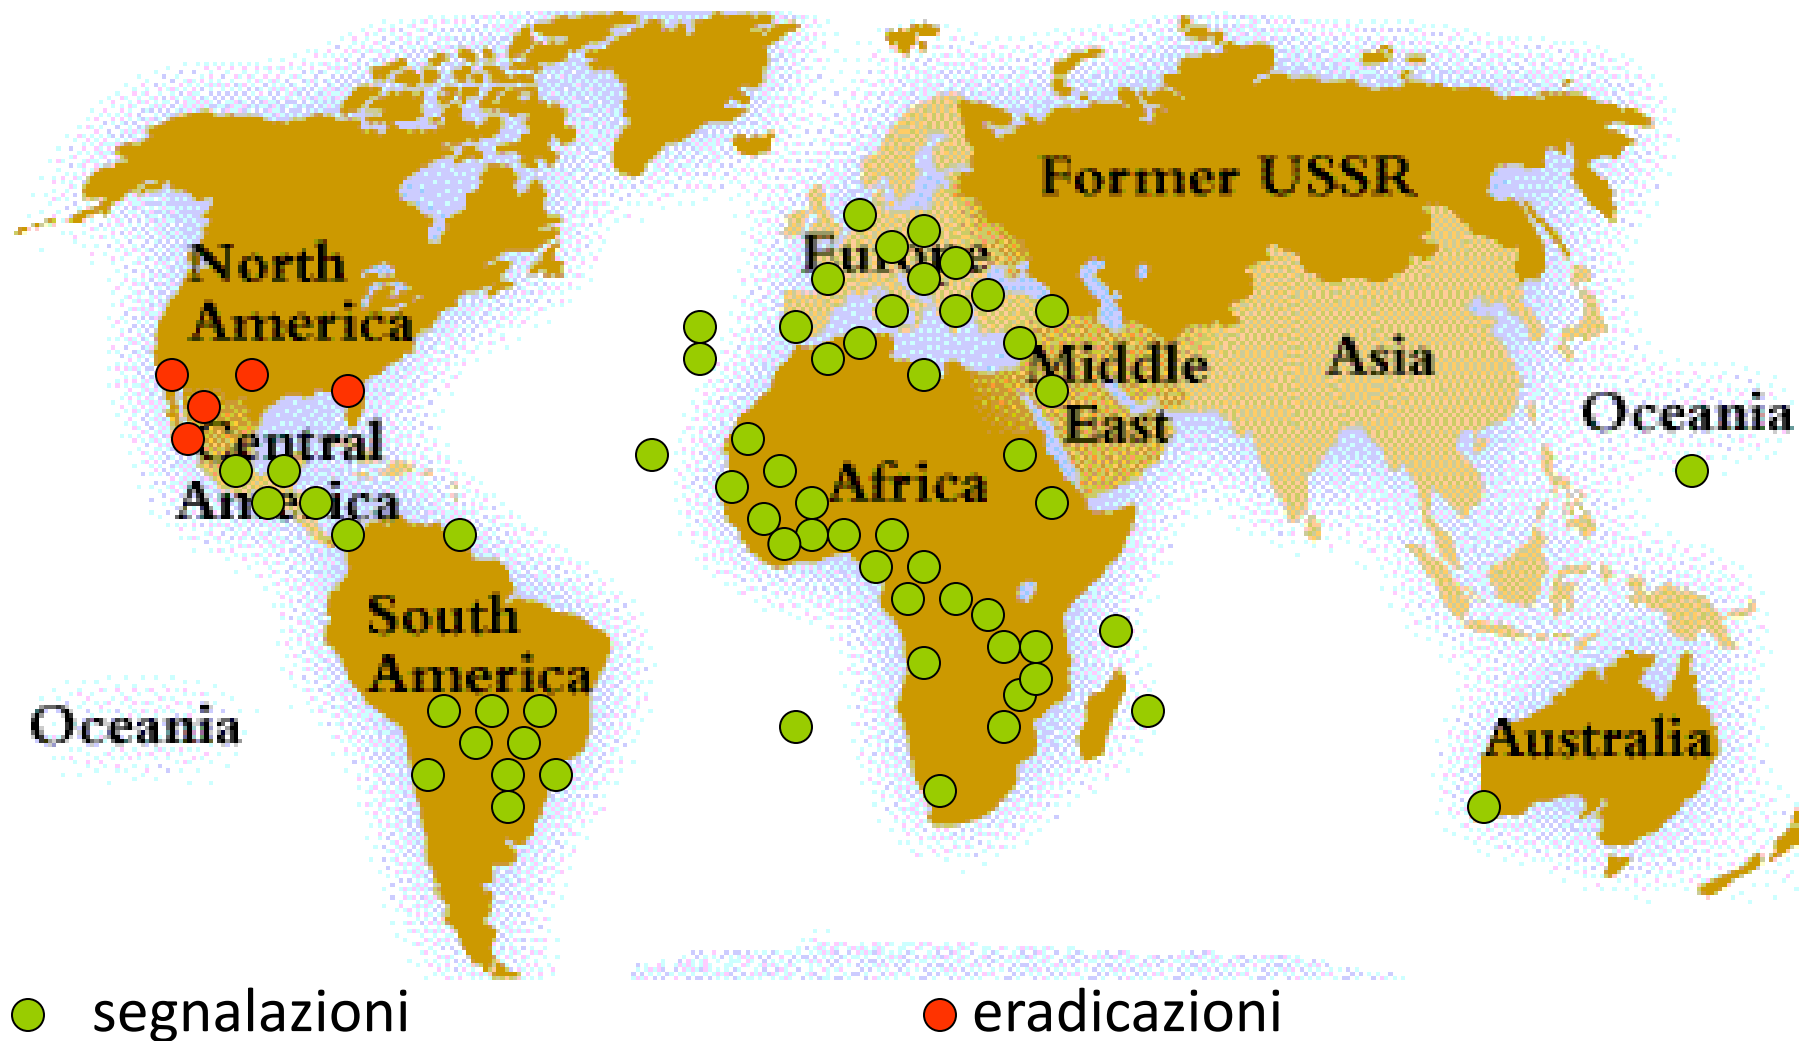 Former USSR
North
America
Europe
Middle
East
Asia
Oceania
Central
America
Africa
South
America
Oceania
Australia
segnalazioni
eradicazioni